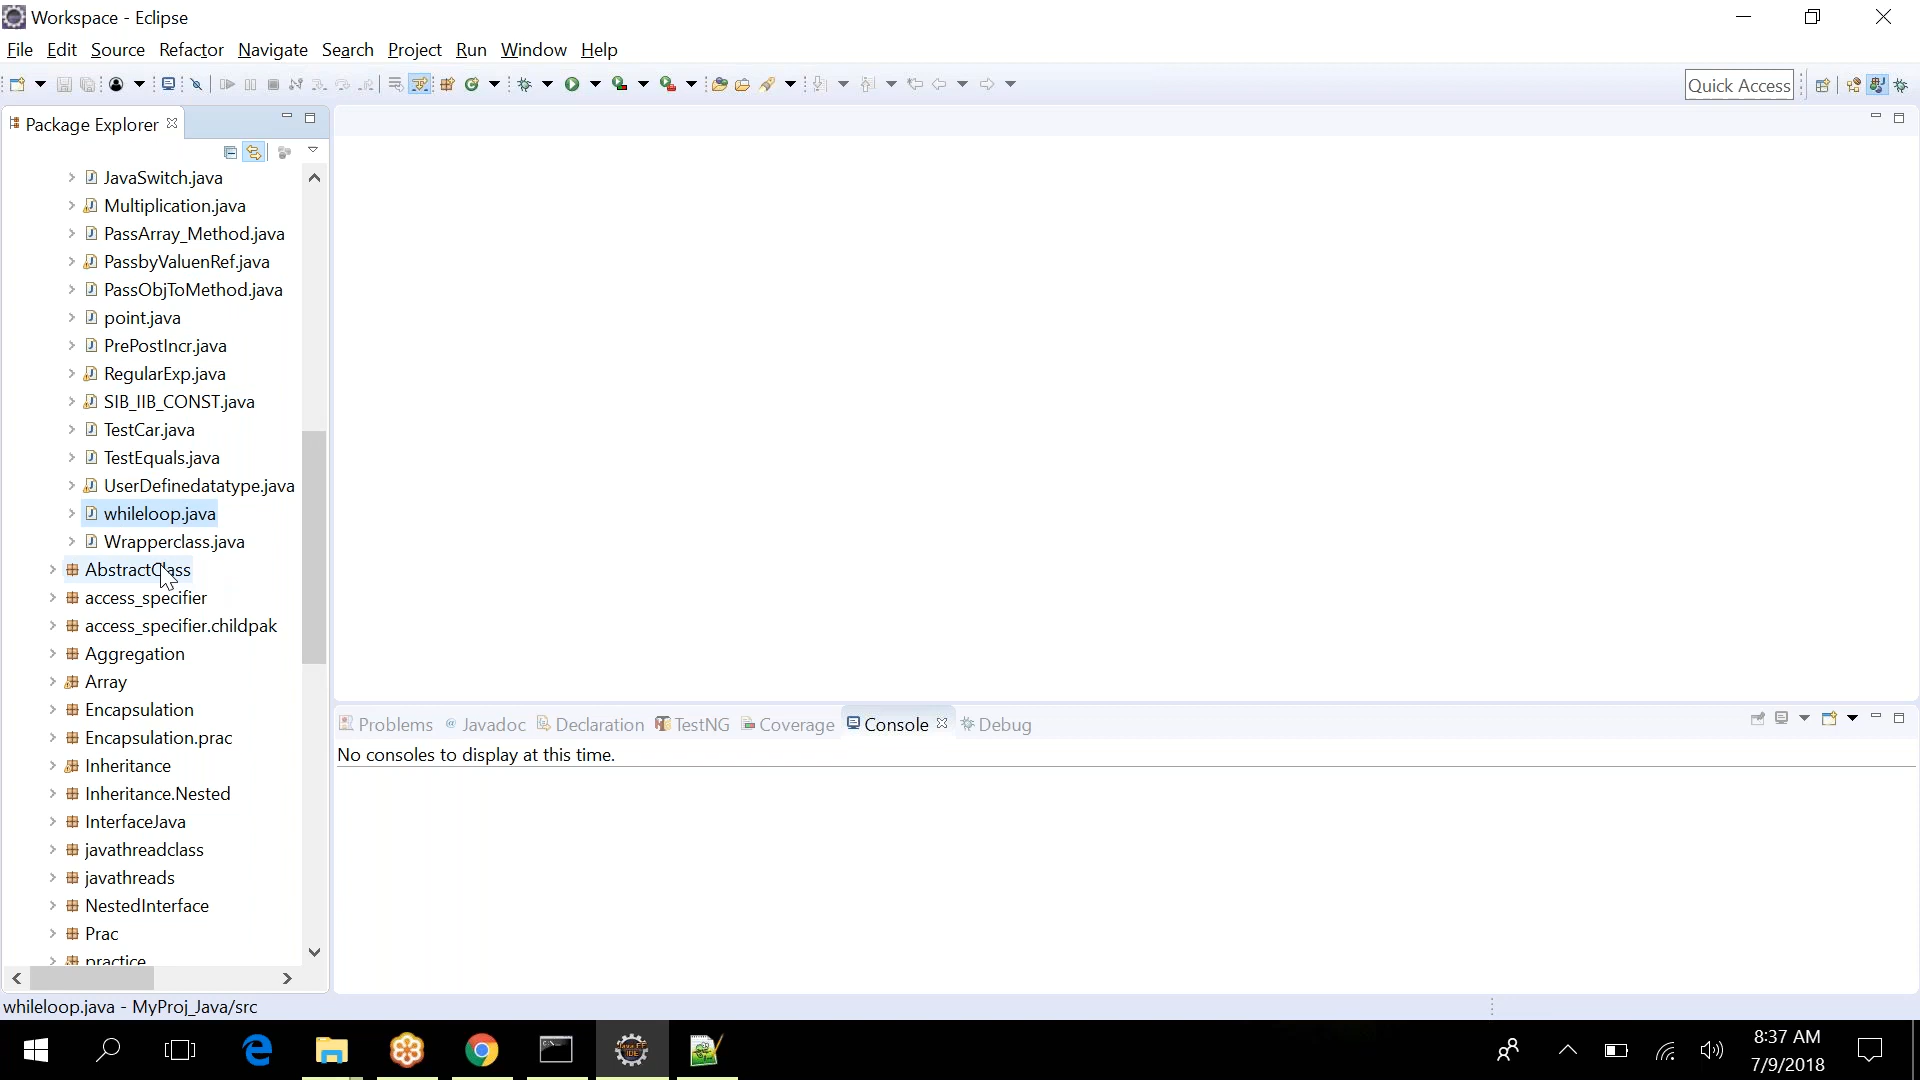 Workspace - Eclipse
File Edit Source Refactor Navigate Search Project Run Window Help
Quick Access
Package Explorer
JavaSwitch.java
Multiplication.java
PassArray_Method.java
PassbyValuenRef.java
PassObjToMethod.java
point.java
PrePostIncr.java
RegularExp.java
SIB_IIB_CONST.java
TestCar.java
TestEquals.java
UserDefinedatatype.java
whileloop.java
Wrapperclass.java
AbstractClass
access_specifier
access_specifier.childpak
Aggregation
Array
Encapsulation
Encapsulation.prac
Inheritance
Inheritance.Nested
InterfaceJava
javathreadclass
javathreads
NestedInterface
Prac
practice
Problems Javadoc Declaration TestNG Coverage Console Debug
No consoles to display at this time.
whileloop.java - MyProj_Java/src
8:37 AM
7/9/2018